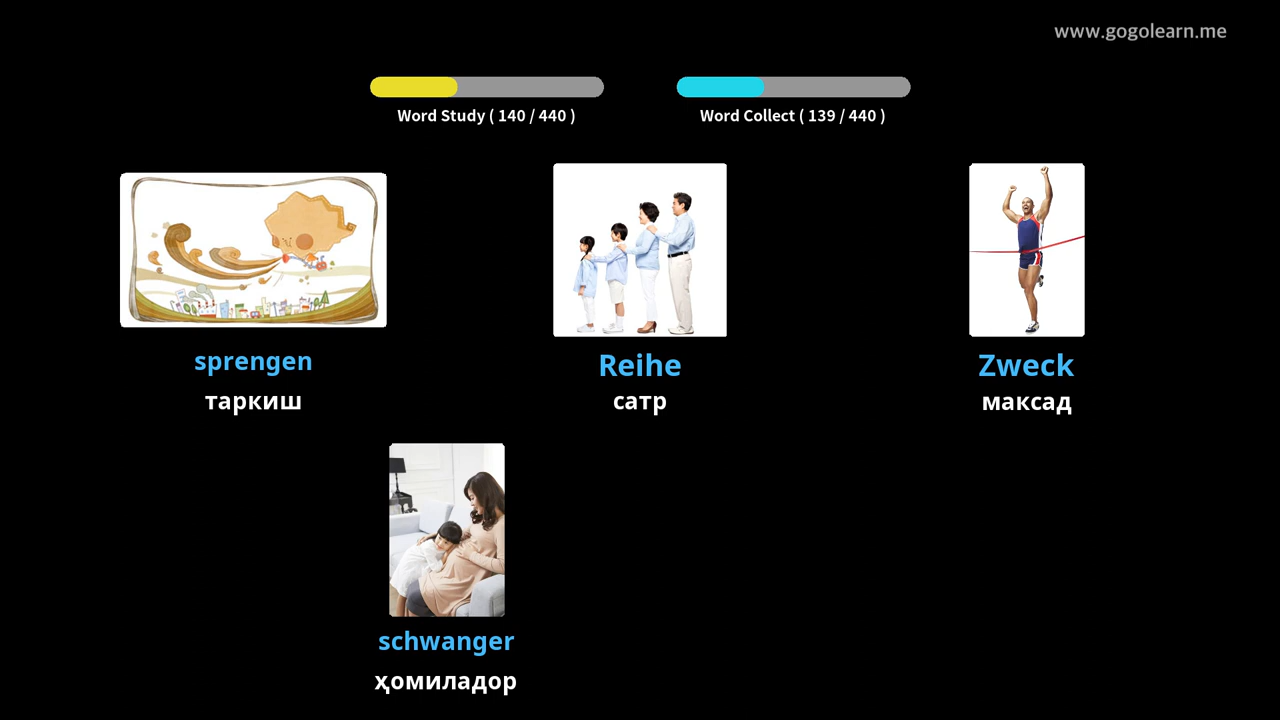 www.gogolearn.me
Word Study ( 140 / 440 )
Word Collect ( 139 / 440 )
sprengen
таркиш
Reihe
сатр
Zweck
максад
schwanger
ҳомиладор